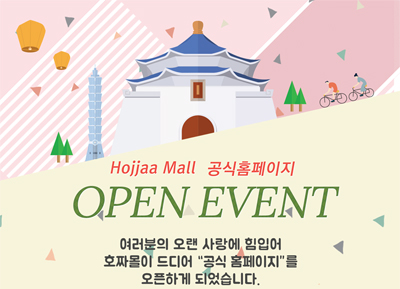 Hojjaa Mall 공식홈페이지
OPEN EVENT
여러분의 오랜 사랑에 힘입어
호짜몰이 드디어 “공식 홈페이지”를
오픈하게 되었습니다.